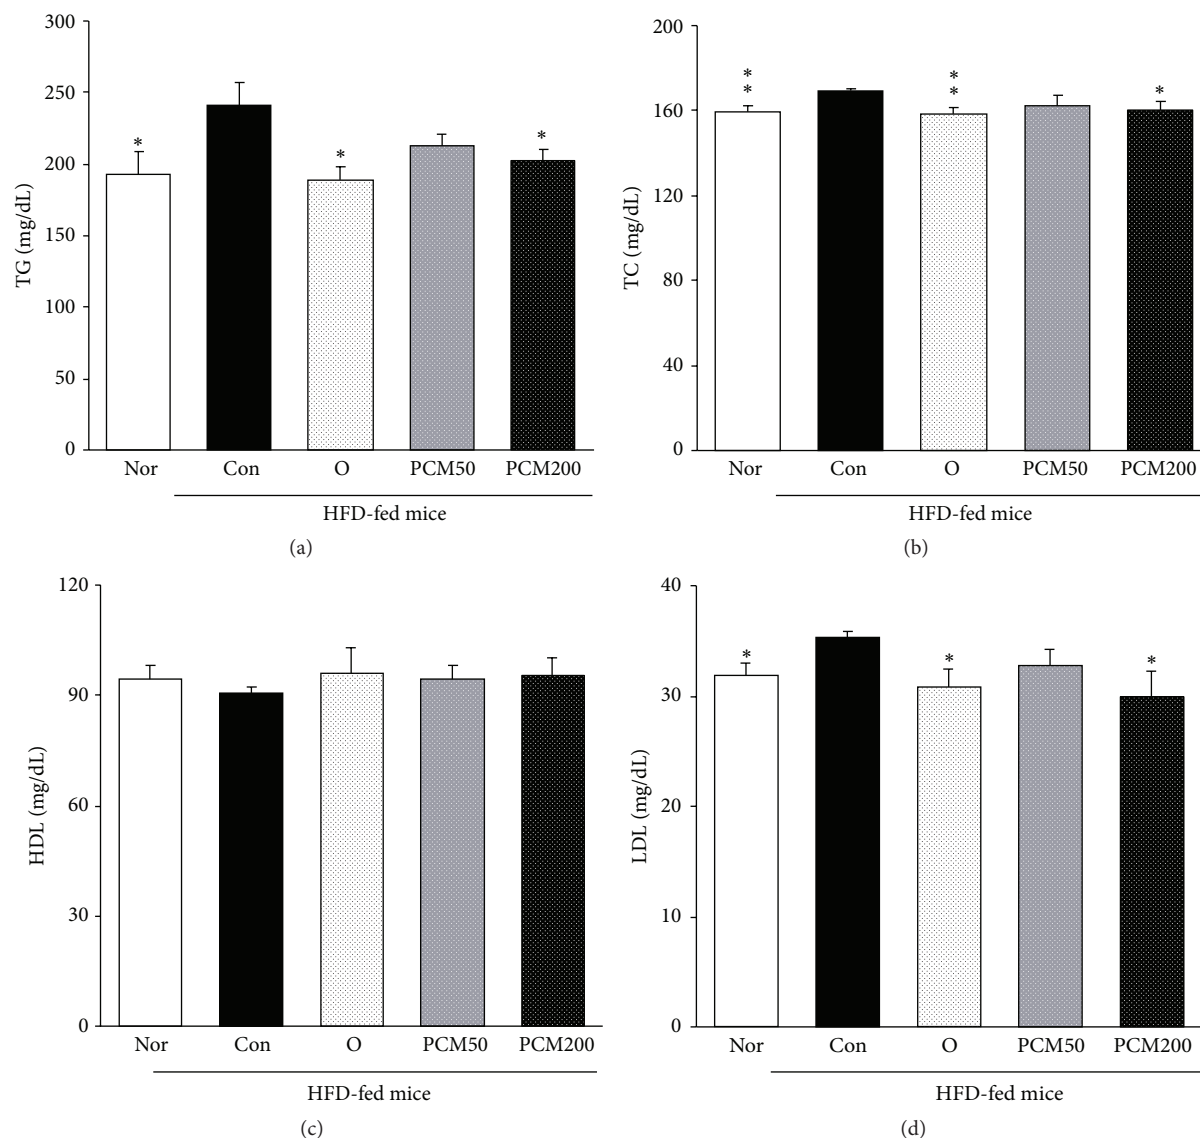 300
250
200
150
100
50
0
TG (mg/dL)
*
*
*
Nor Con O PCM50 PCM200
HFD-fed mice
(a)
200
160
120
80
40
0
TC (mg/dL)
* * *
* *
Nor Con O PCM50 PCM200
HFD-fed mice
(b)
120
90
60
30
0
HDL (mg/dL)
Nor Con O PCM50 PCM200
HFD-fed mice
(c)
40
30
20
10
0
LDL (mg/dL)
* * *
Nor Con O PCM50 PCM200
HFD-fed mice
(d)